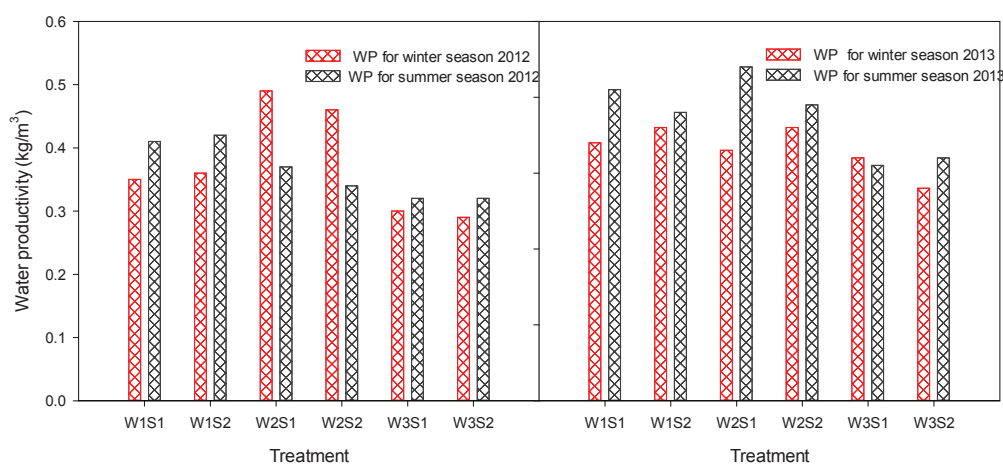 0.6
0.5
0.4
0.3
0.2
0.1
0.0
Water productivity (kg/m³)
WP for winter season 2012
WP for summer season 2012
WP for winter season 2013
WP for summer season 2013
W1S1 W1S2 W2S1 W2S2 W3S1 W3S2
W1S1 W1S2 W2S1 W2S2 W3S1 W3S2
Treatment
Treatment